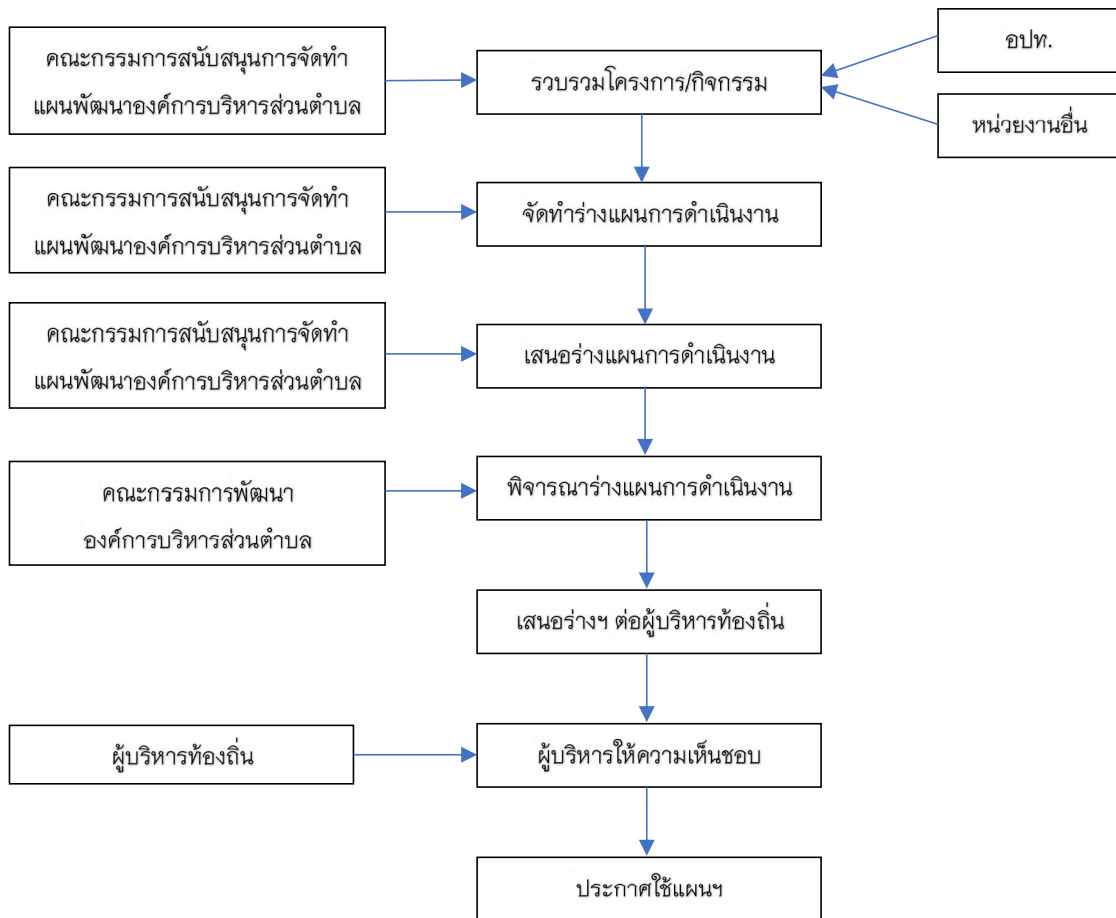 คณะกรรมการสนับสนุนการจัดทำ
แผนพัฒนาองค์การบริหารส่วนตำบล
รวบรวมโครงการ/กิจกรรม
อปท.
หน่วยงานอื่น
คณะกรรมการสนับสนุนการจัดทำ
แผนพัฒนาองค์การบริหารส่วนตำบล
จัดทำร่างแผนการดำเนินงาน
คณะกรรมการสนับสนุนการจัดทำ
แผนพัฒนาองค์การบริหารส่วนตำบล
เสนอร่างแผนการดำเนินงาน
คณะกรรมการพัฒนา
องค์การบริหารส่วนตำบล
พิจารณาร่างแผนการดำเนินงาน
เสนอร่างฯ ต่อผู้บริหารท้องถิ่น
ผู้บริหารท้องถิ่น
ผู้บริหารให้ความเห็นชอบ
ประกาศใช้แผนฯ